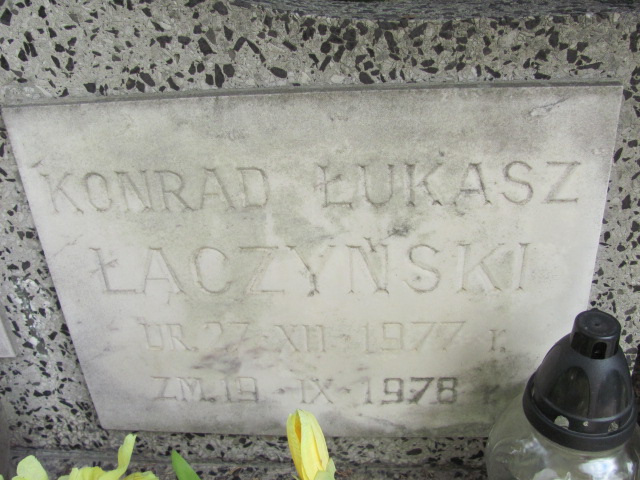 KONRAD ŁUKASZ
ŁĄCZYŃSKI
UR. 27 - XII - 1977 r.
ZM. 19 - IX - 1978 r.